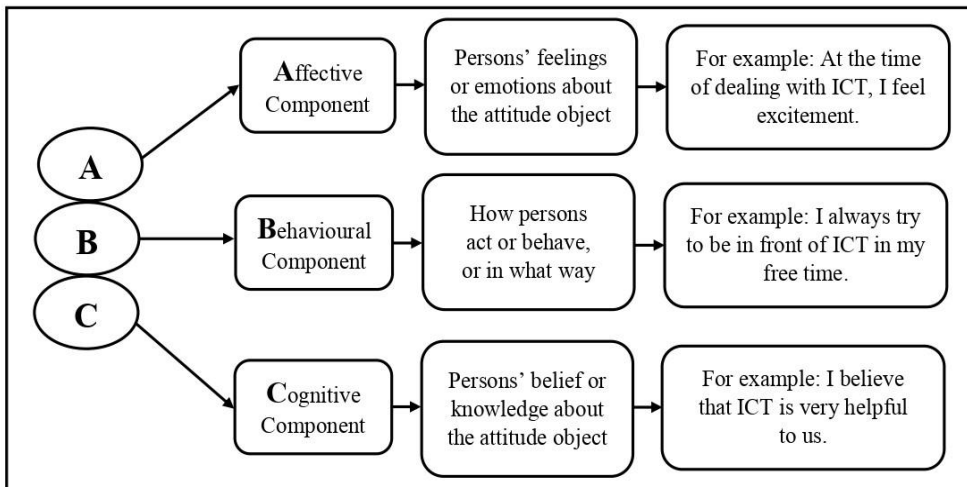 A
Affective
Component
Persons’ feelings
or emotions about
the attitude object
For example: At the time
of dealing with ICT, I feel
excitement.
B
Behavioural
Component
How persons
act or behave,
or in what way
For example: I always try
to be in front of ICT in my
free time.
C
Cognitive
Component
Persons’ belief or
knowledge about
the attitude object
For example: I believe
that ICT is very helpful
to us.